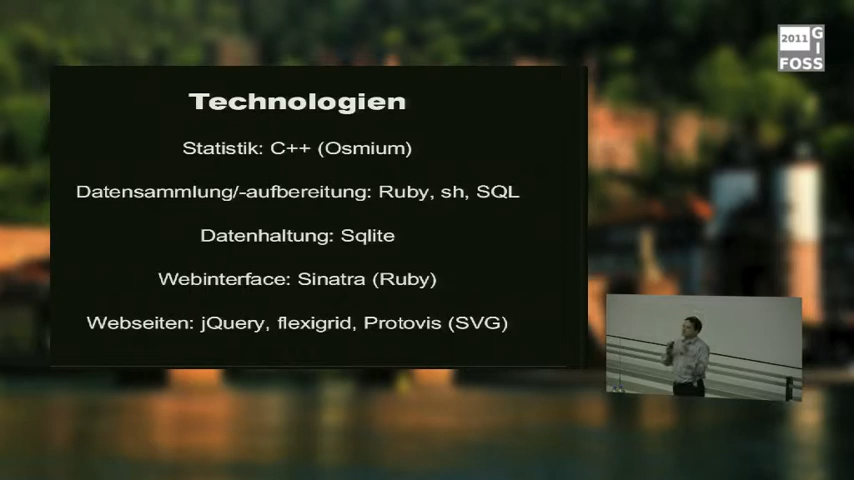 2011
G
I
FOSS
Technologien
Statistik: C++ (Osmium)
Datensammlung/-aufbereitung: Ruby, sh, SQL
Datenhaltung: Sqlite
Webinterface: Sinatra (Ruby)
Webseiten: jQuery, flexigrid, Protovis (SVG)